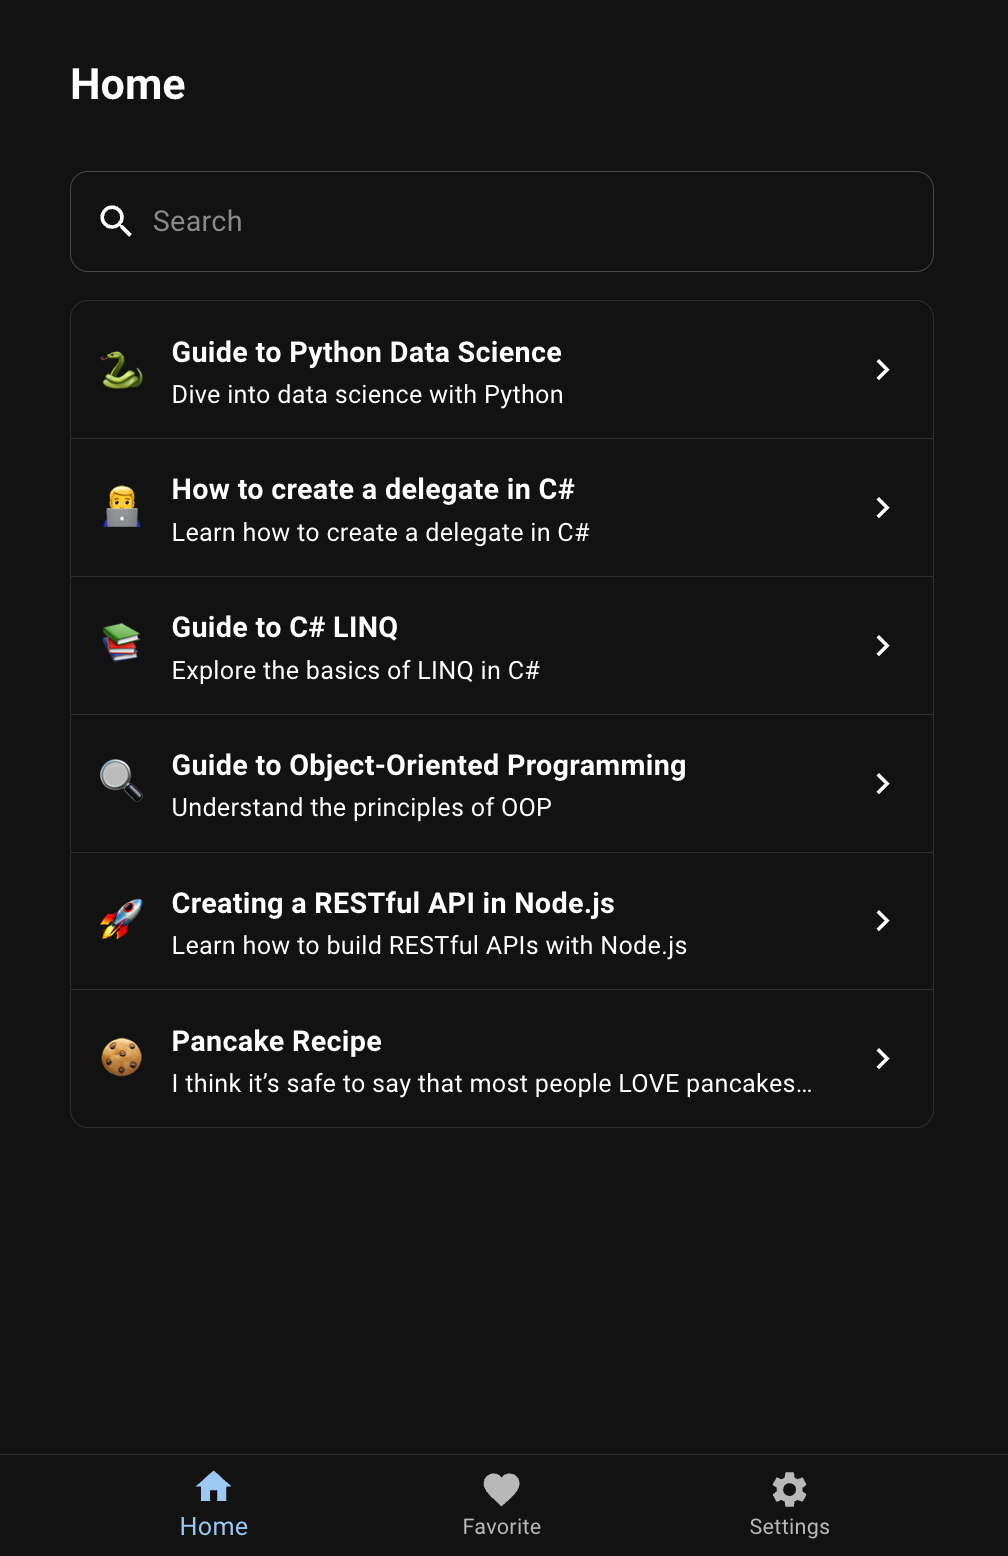 Home
Search
Guide to Python Data Science
Dive into data science with Python
How to create a delegate in C#
Learn how to create a delegate in C#
Guide to C# LINQ
Explore the basics of LINQ in C#
Guide to Object-Oriented Programming
Understand the principles of OOP
Creating a RESTful API in Node.js
Learn how to build RESTful APIs with Node.js
Pancake Recipe
I think it’s safe to say that most people LOVE pancakes…
Home
Favorite
Settings